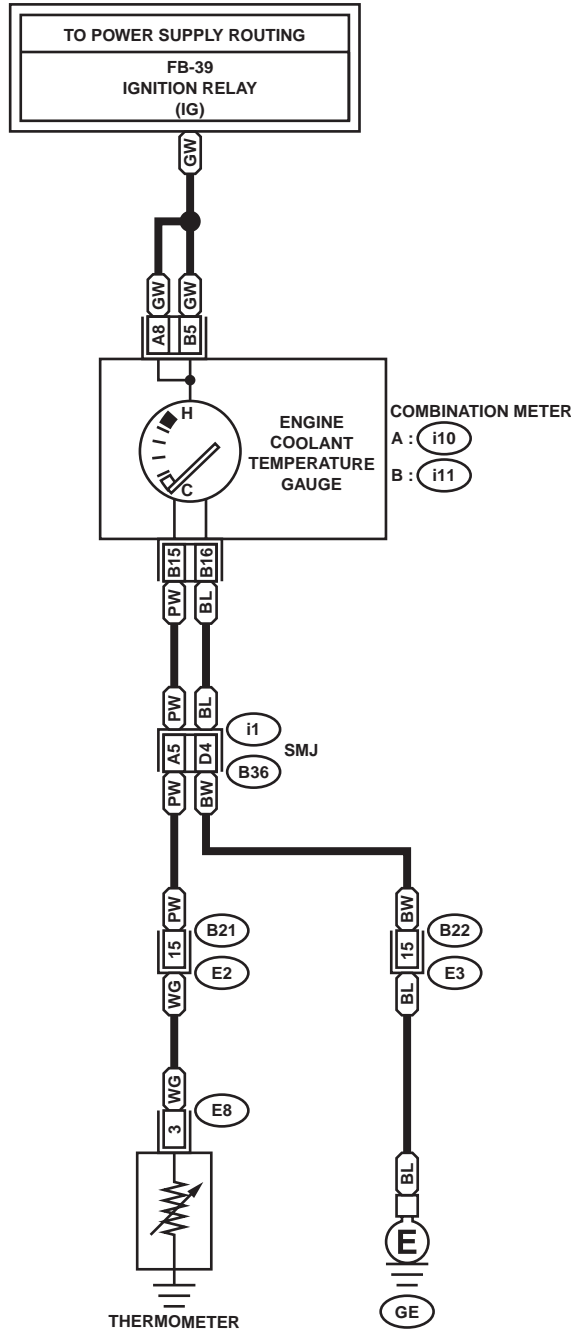 TO POWER SUPPLY ROUTING
FB-39
IGNITION RELAY
(IG)
GW
GW GW
A8 B5
H
C
ENGINE
COOLANT
TEMPERATURE
GAUGE
COMBINATION METER
A : i10
B : i11
B15 B16
PW BL
PW BL
i1
A5 D4
SMJ
B36
PW BW
PW BW
B21 B22
15 15
E2 E3
WG BL
WG
E8
3
BL
E
GE
THERMOMETER